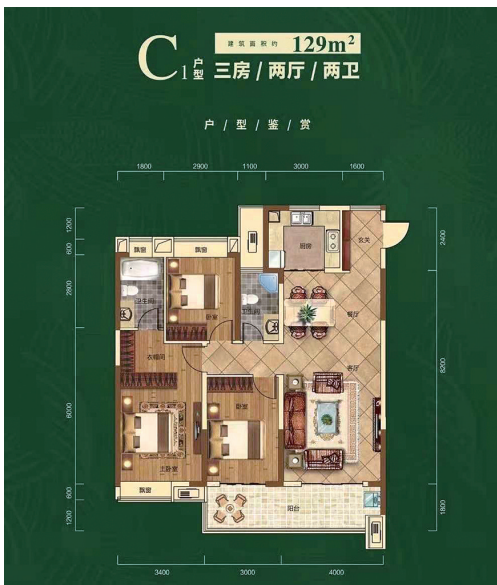 C1户型
建筑面积约 129m²
三房/两厅/两卫
户/型/鉴/赏
1800 2900 1100 3000 1600
1200
600
2800
6000
600
1200
2400
8200
1800
飘窗 飘窗
厨房
玄关
卫生间
卧室
卫生间
餐厅
衣帽间
客厅
卧室
主卧室
飘窗
阳台
3400 3000 4000